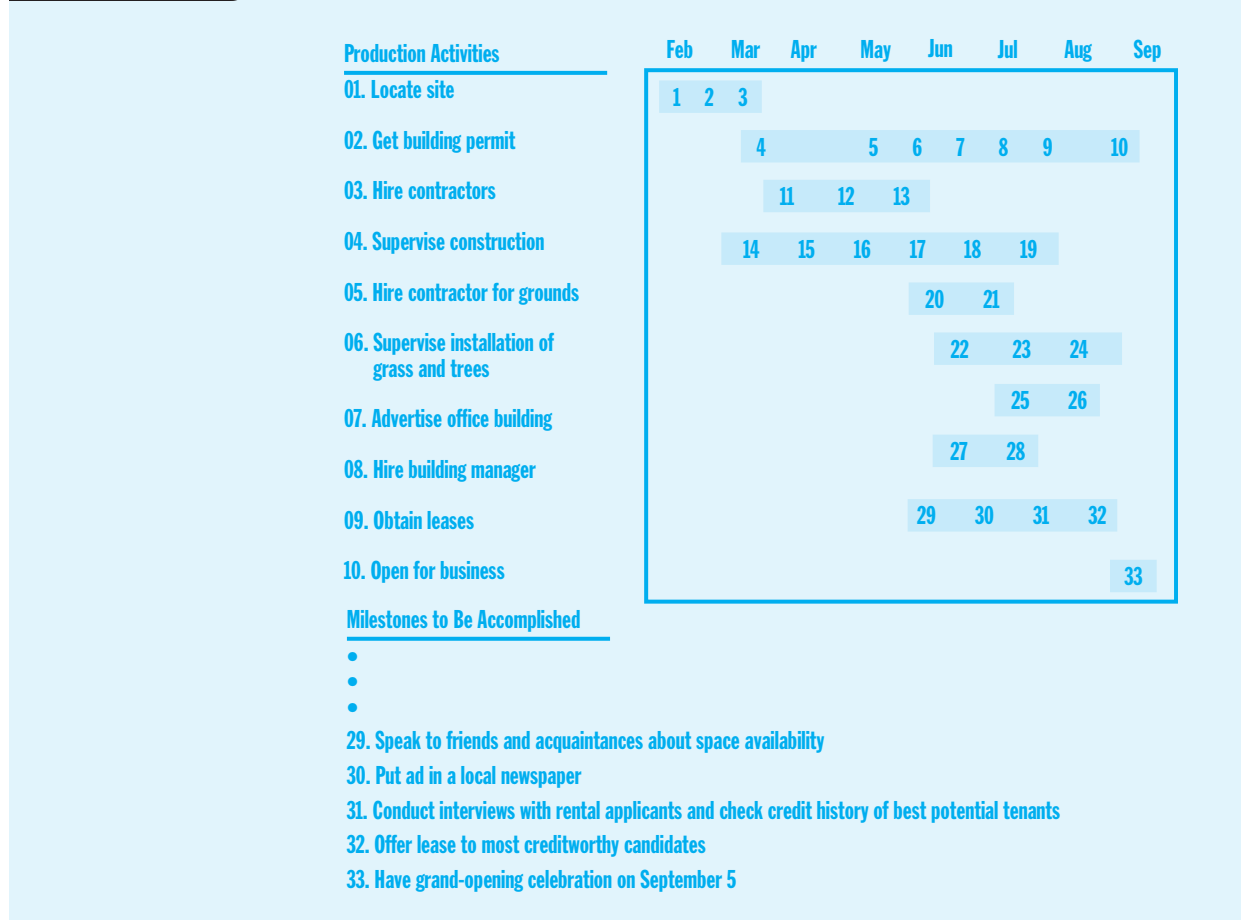 Production Activities
Feb Mar Apr May Jun Jul Aug Sep
01. Locate site
1 2 3
02. Get building permit
4 5 6 7 8 9 10
03. Hire contractors
11 12 13
04. Supervise construction
14 15 16 17 18 19
05. Hire contractor for grounds
20 21
06. Supervise installation of
grass and trees
22 23 24
07. Advertise office building
25 26
08. Hire building manager
27 28
09. Obtain leases
29 30 31 32
10. Open for business
33
Milestones to Be Accomplished
•
•
•
29. Speak to friends and acquaintances about space availability
30. Put ad in a local newspaper
31. Conduct interviews with rental applicants and check credit history of best potential tenants
32. Offer lease to most creditworthy candidates
33. Have grand-opening celebration on September 5